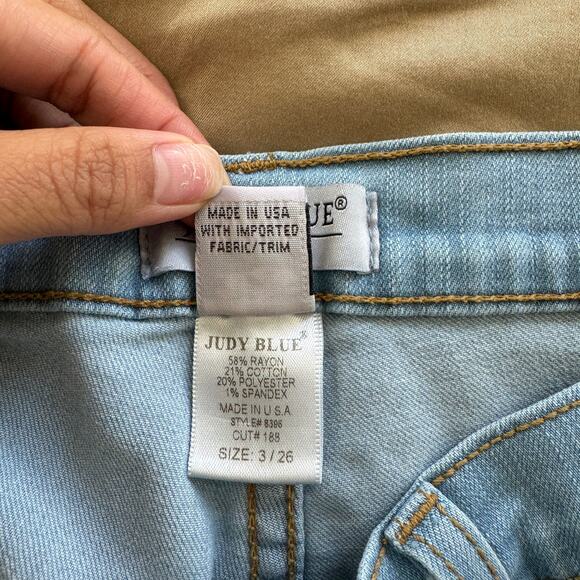 MADE IN USA
WITH IMPORTED
FABRIC/TRIM
UE®
JUDY BLUE
58% RAYON
21% COTTON
20% POLYESTER
1% SPANDEX
MADE IN U.S.A
STYLE# 8396
CUT# 188
SIZE: 3 / 26